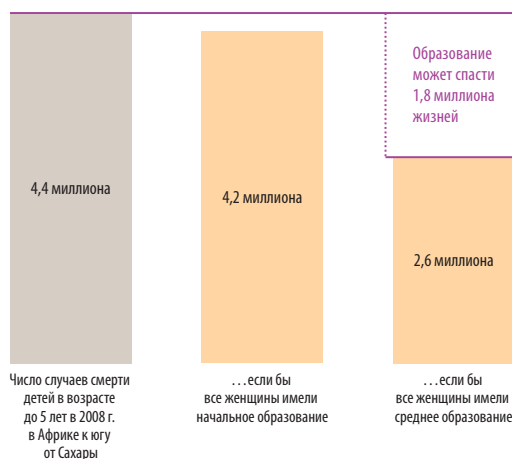 Образование
может спасти
1,8 миллиона
жизней
4,4 миллиона
4,2 миллиона
2,6 миллиона
Число случаев смерти
детей в возрасте
до 5 лет в 2008 г.
в Африке к югу
от Сахары
...если бы
все женщины имели
начальное образование
...если бы
все женщины имели
среднее образование